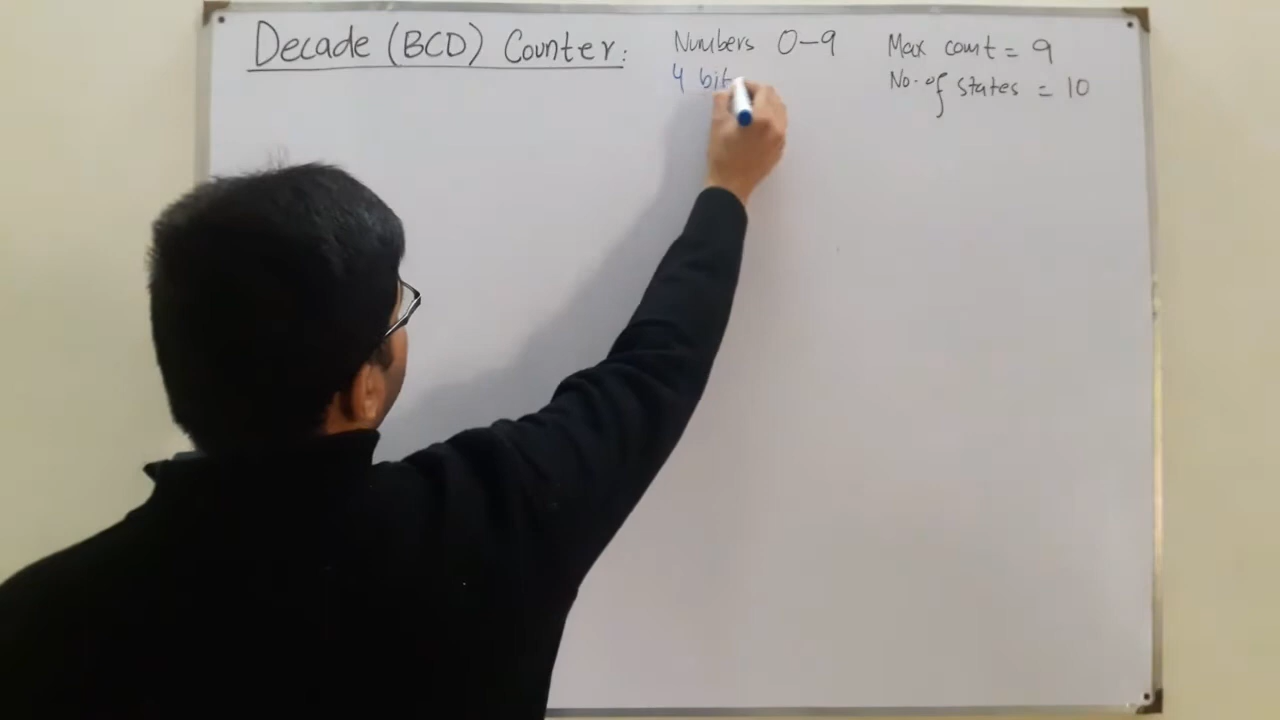 Decade (BCD) Counter:
Numbers 0-9
4 bit
Max count = 9
No. of states = 10